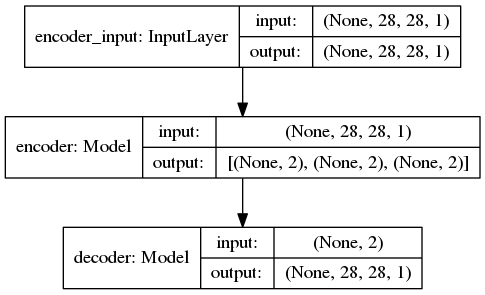 encoder_input: InputLayer
input: (None, 28, 28, 1)
output: (None, 28, 28, 1)
encoder: Model
input: (None, 28, 28, 1)
output: [(None, 2), (None, 2), (None, 2)]
decoder: Model
input: (None, 2)
output: (None, 28, 28, 1)